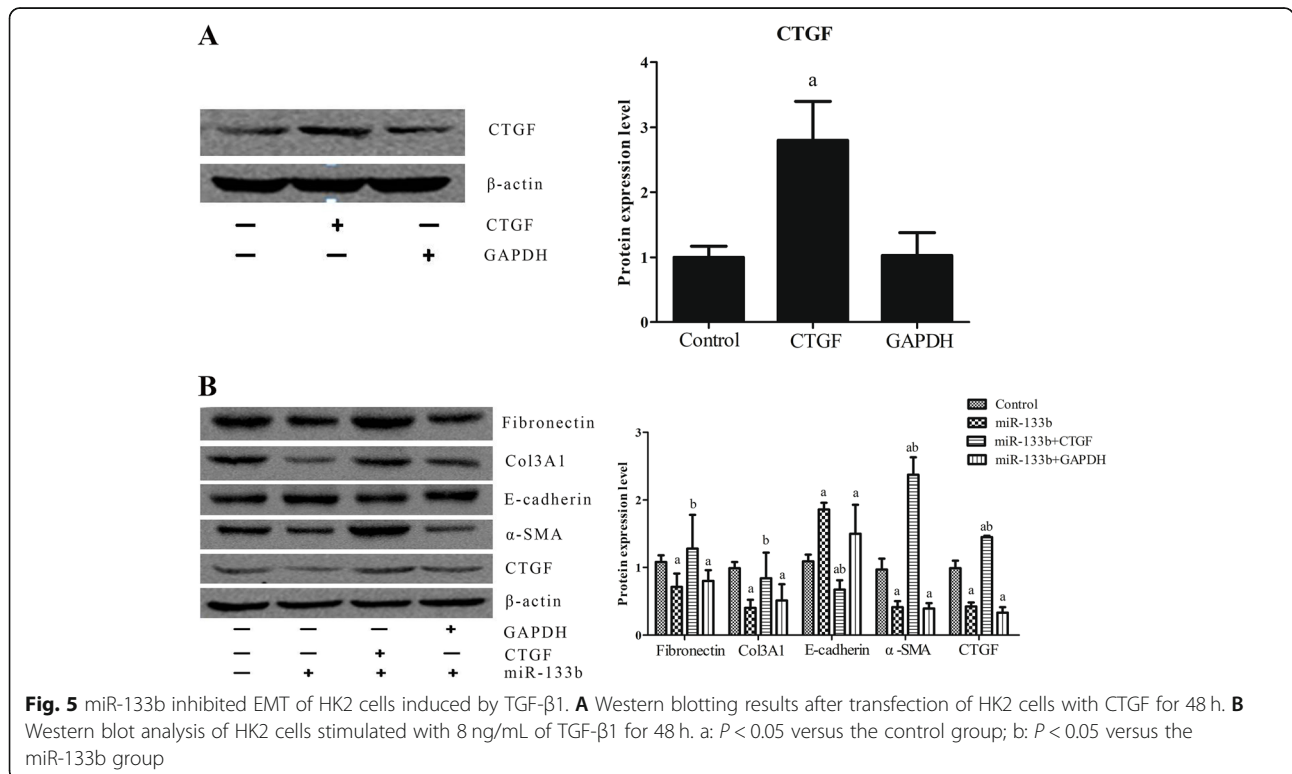 A
CTGF
β-actin
— + — CTGF
— — + GAPDH
CTGF
Protein expression level
4
3
2
1
0
a
Control CTGF GAPDH
B
Fibronectin
Col3A1
E-cadherin
α-SMA
CTGF
β-actin
— — — + GAPDH
— — + — CTGF
— + + + miR-133b
Control
miR-133b
miR-133b+CTGF
miR-133b+GAPDH
Protein expression level
3
2
1
0
a b a
a b a
a ab a
a ab a
a ab a
Fibronectin Col3A1 E-cadherin α-SMA CTGF
Fig. 5 miR-133b inhibited EMT of HK2 cells induced by TGF-β1. A Western blotting results after transfection of HK2 cells with CTGF for 48 h. B
Western blot analysis of HK2 cells stimulated with 8 ng/mL of TGF-β1 for 48 h. a: P < 0.05 versus the control group; b: P < 0.05 versus the
miR-133b group